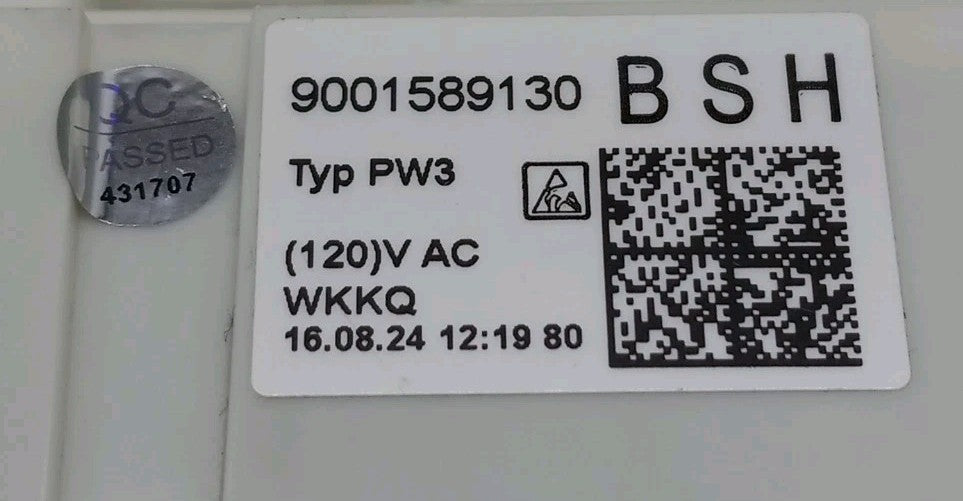 QC
PASSED
431707
9001589130 BSH
Typ PW3
(120)V AC
WKKQ
16.08.24 12:19 80